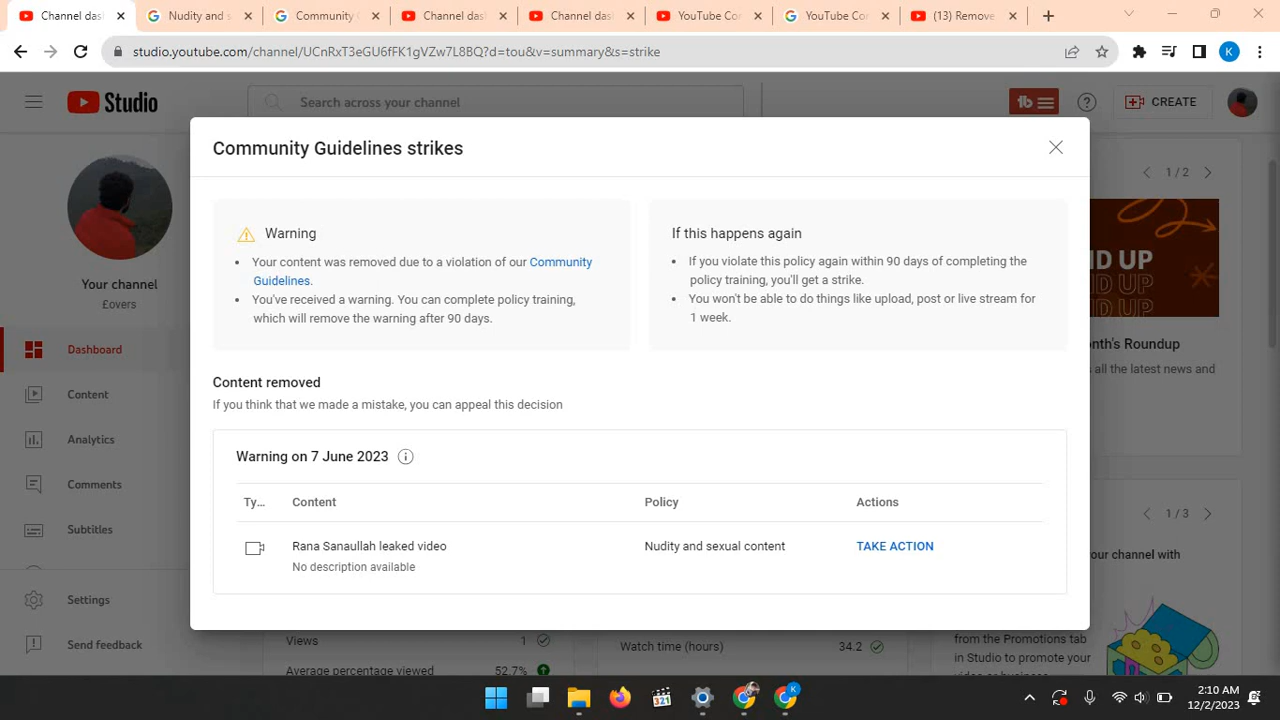 Channel das
Nudity and s
Community G
Channel das
Channel das
YouTube Cor
YouTube Con
(13) Remove
studio.youtube.com/channel/UCnRxT3eGU6fFK1gVZw7L8BQ?d=tou&v=summary&s=strike
K
Studio
Search across your channel
CREATE
Community Guidelines strikes
Warning
Your content was removed due to a violation of our Community
Guidelines.
You've received a warning. You can complete policy training,
which will remove the warning after 90 days.
If this happens again
If you violate this policy again within 90 days of completing the
policy training, you'll get a strike.
You won't be able to do things like upload, post or live stream for
1 week.
Content removed
If you think that we made a mistake, you can appeal this decision
Warning on 7 June 2023
Ty...
Content
Policy
Actions
Rana Sanaullah leaked video
No description available
Nudity and sexual content
TAKE ACTION
Your channel
£overs
Dashboard
Content
Analytics
Comments
Subtitles
Settings
Send feedback
1 / 2
ND UP
UND UP
UND UP
nth's Roundup
all the latest news and
1 / 3
our channel with
from the Promotions tab
in Studio to promote your
Views
1
Average percentage viewed
52.7%
Watch time (hours)
34.2
321
K
2:10 AM
12/2/2023